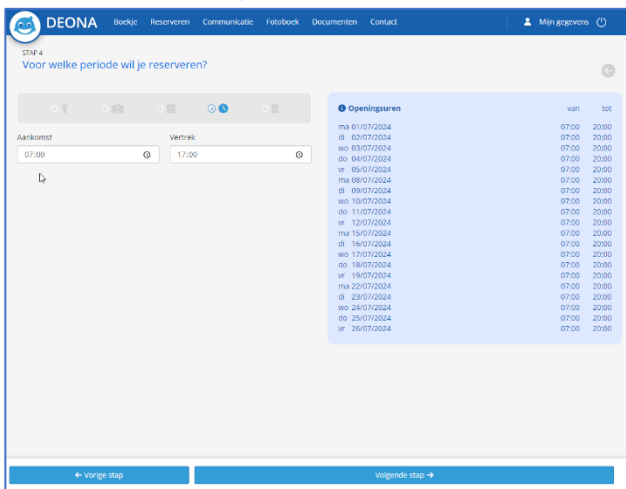 DEONA Boekje Reserveren Communicatie Fotoboek Documenten Contact Mijn gegevens
STAP 4
Voor welke periode wil je reserveren?
Aankomst Vertrek
07:00 17:00
Openingsuren van tot
ma 01/07/2024 07:00 20:00
di 02/07/2024 07:00 20:00
wo 03/07/2024 07:00 20:00
do 04/07/2024 07:00 20:00
vr 05/07/2024 07:00 20:00
ma 08/07/2024 07:00 20:00
di 09/07/2024 07:00 20:00
wo 10/07/2024 07:00 20:00
do 11/07/2024 07:00 20:00
vr 12/07/2024 07:00 20:00
ma 15/07/2024 07:00 20:00
di 16/07/2024 07:00 20:00
wo 17/07/2024 07:00 20:00
do 18/07/2024 07:00 20:00
vr 19/07/2024 07:00 20:00
ma 22/07/2024 07:00 20:00
di 23/07/2024 07:00 20:00
wo 24/07/2024 07:00 20:00
do 25/07/2024 07:00 20:00
vr 26/07/2024 07:00 20:00
← Vorige stap Volgende stap →